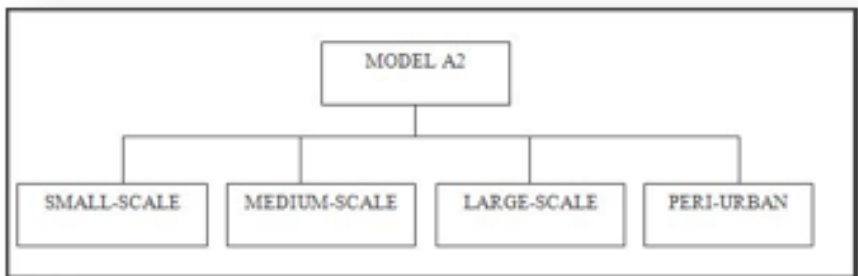 MODEL A2
SMALL-SCALE
MEDIUM-SCALE
LARGE-SCALE
PERI-URBAN